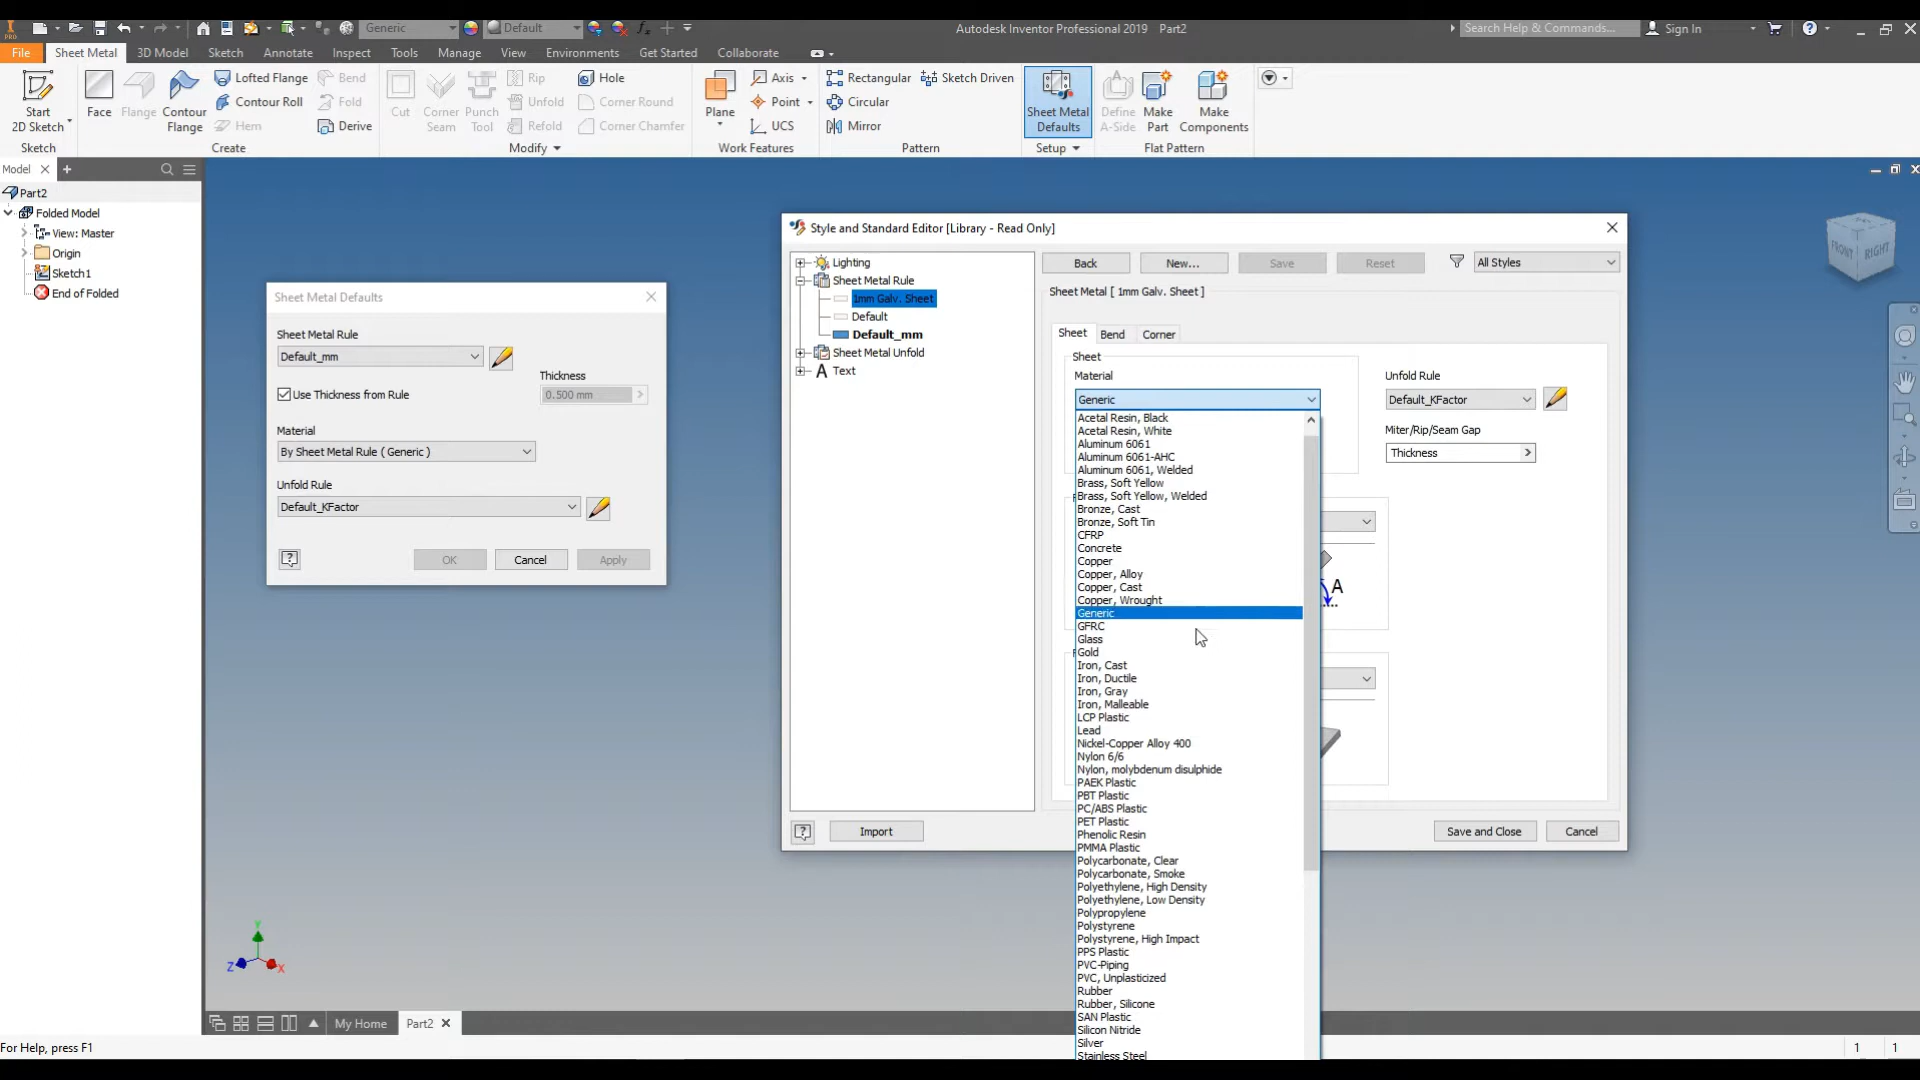 PRO
Generic
Default
Autodesk Inventor Professional 2019 Part2
Search Help & Commands...
Sign In
File Sheet Metal 3D Model Sketch Annotate Inspect Tools Manage View Environments Get Started Collaborate
Start 2D Sketch
Face
Flange
Contour Flange
Lofted Flange
Contour Roll
Hem
Bend
Fold
Derive
Cut
Corner Seam
Punch Tool
Rip
Unfold
Refold
Hole
Corner Round
Corner Chamfer
Plane
Axis
Point
UCS
Rectangular
Sketch Driven
Circular
Mirror
Sheet Metal Defaults
Define A-Side
Make Part
Make Components
Sketch Create Modify Work Features Pattern Setup Flat Pattern
Model
Part2
Folded Model
View: Master
Origin
Sketch1
End of Folded
Sheet Metal Defaults
Sheet Metal Rule
Default_mm
Use Thickness from Rule
Thickness
0.500 mm
Material
By Sheet Metal Rule ( Generic )
Unfold Rule
Default_KFactor
OK Cancel Apply
Style and Standard Editor [Library - Read Only]
Lighting
Sheet Metal Rule
1mm Galv. Sheet
Default
Default_mm
Sheet Metal Unfold
A Text
Back New... Save Reset All Styles
Sheet Metal [ 1mm Galv. Sheet ]
Sheet Bend Corner
Sheet
Material
Generic
Unfold Rule
Default_KFactor
Miter/Rip/Seam Gap
Thickness
A
Acetal Resin, Black
Acetal Resin, White
Aluminum 6061
Aluminum 6061-AHC
Aluminum 6061, Welded
Brass, Soft Yellow
Brass, Soft Yellow, Welded
Bronze, Cast
Bronze, Soft Tin
CFRP
Concrete
Copper
Copper, Alloy
Copper, Cast
Copper, Wrought
Generic
GFRC
Glass
Gold
Iron, Cast
Iron, Ductile
Iron, Gray
Iron, Malleable
LCP Plastic
Lead
Nickel-Copper Alloy 400
Nylon 6/6
Nylon, molybdenum disulphide
PAEK Plastic
PBT Plastic
PC/ABS Plastic
PET Plastic
Phenolic Resin
PMMA Plastic
Polycarbonate, Clear
Polycarbonate, Smoke
Polyethylene, High Density
Polyethylene, Low Density
Polypropylene
Polystyrene
Polystyrene, High Impact
PPS Plastic
PVC-Piping
PVC, Unplasticized
Rubber
Rubber, Silicone
SAN Plastic
Silicon Nitride
Silver
Stainless Steel
Import
Save and Close Cancel
FRONT RIGHT
Y
Z
X
My Home Part2
For Help, press F1
1 1